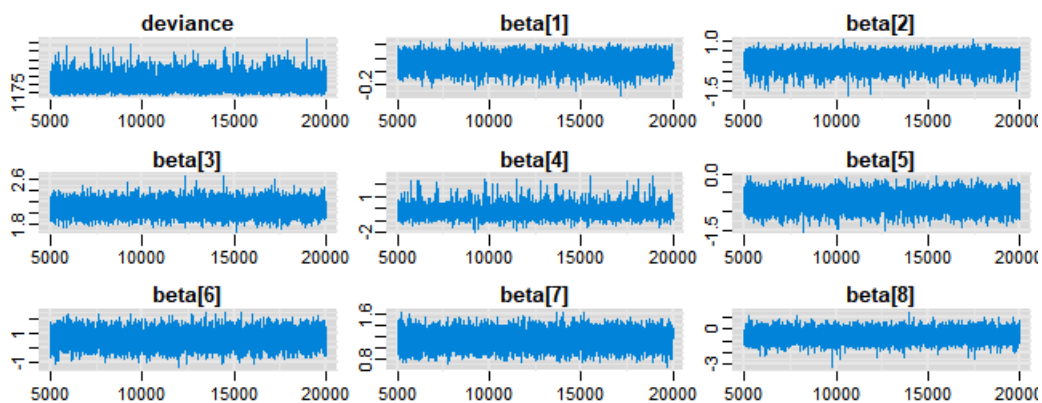 deviance beta[1] beta[2]
1175 -0.2 -1.5 1.0
5000 10000 15000 20000 5000 10000 15000 20000 5000 10000 15000 20000
beta[3] beta[4] beta[5]
1.8 2.6 -2 1 -1.5 0.0
5000 10000 15000 20000 5000 10000 15000 20000 5000 10000 15000 20000
beta[6] beta[7] beta[8]
-1 1 0.8 1.6 -3 0
5000 10000 15000 20000 5000 10000 15000 20000 5000 10000 15000 20000